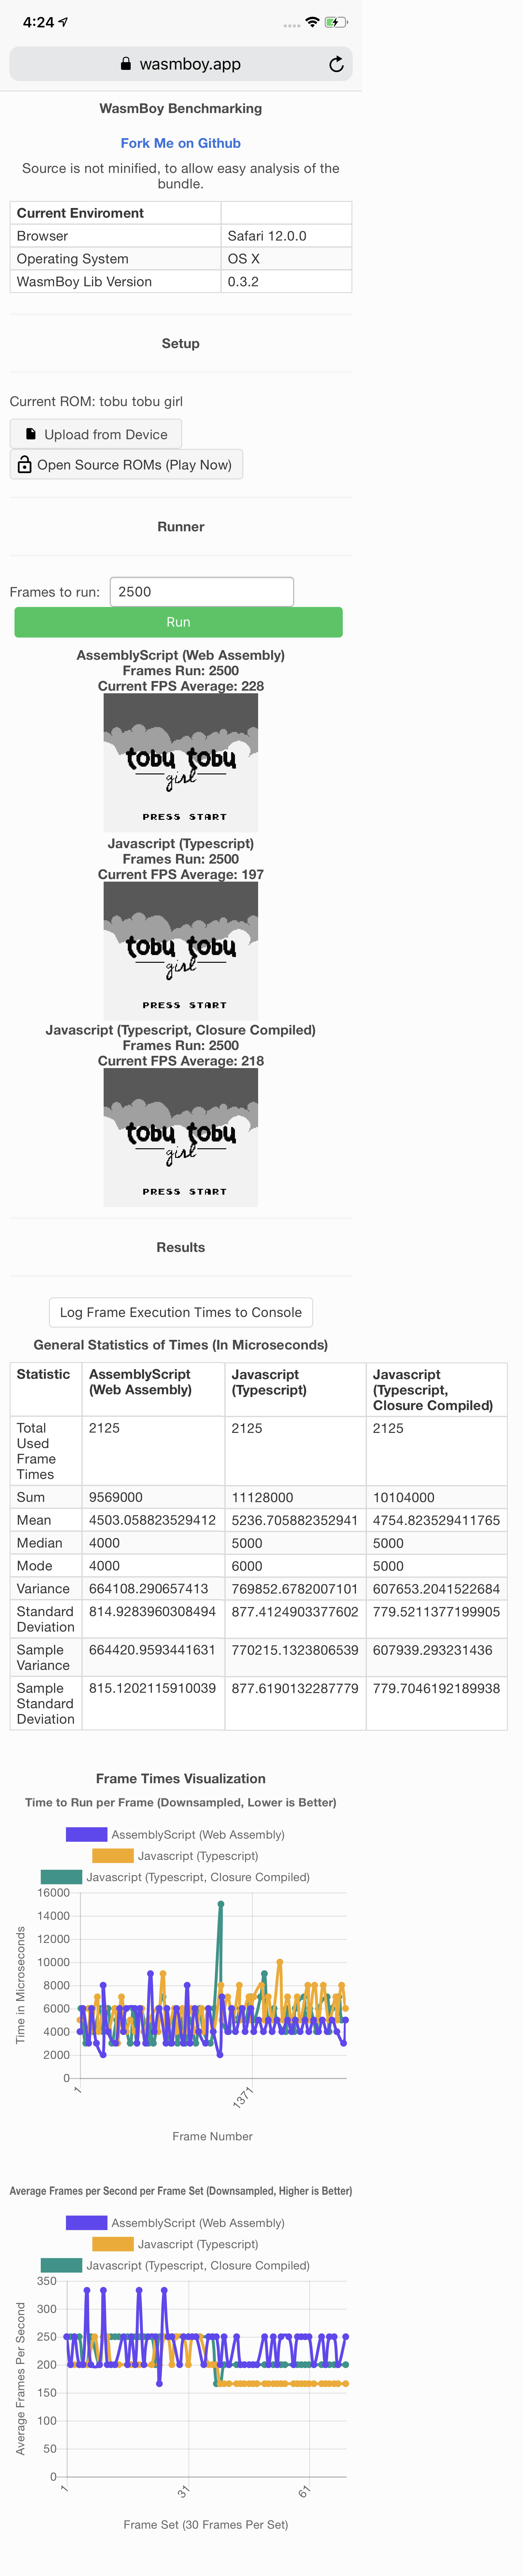 4:24
wasmboy.app
WasmBoy Benchmarking
Fork Me on Github
Source is not minified, to allow easy analysis of the
bundle.
Current Enviroment
Browser Safari 12.0.0
Operating System OS X
WasmBoy Lib Version 0.3.2
Setup
Current ROM: tobu tobu girl
Upload from Device
Open Source ROMs (Play Now)
Runner
Frames to run: 2500
Run
AssemblyScript (Web Assembly)
Frames Run: 2500
Current FPS Average: 228
tobu tobu
girl
PRESS START
Javascript (Typescript)
Frames Run: 2500
Current FPS Average: 197
tobu tobu
girl
PRESS START
Javascript (Typescript, Closure Compiled)
Frames Run: 2500
Current FPS Average: 218
tobu tobu
girl
PRESS START
Results
Log Frame Execution Times to Console
General Statistics of Times (In Microseconds)
Statistic AssemblyScript Javascript Javascript
(Web Assembly) (Typescript) (Typescript,
Closure Compiled)
Total 2125 2125 2125
Used
Frame
Times
Sum 9569000 11128000 10104000
Mean 4503.058823529412 5236.705882352941 4754.823529411765
Median 4000 5000 5000
Mode 4000 6000 5000
Variance 664108.290657413 769852.6782007101 607653.2041522684
Standard 814.9283960308494 877.4124903377602 779.5211377199905
Deviation
Sample 664420.9593441631 770215.1323806539 607939.293231436
Variance
Sample 815.1202115910039 877.6190132287779 779.7046192189938
Standard
Deviation
Frame Times Visualization
Time to Run per Frame (Downsampled, Lower is Better)
AssemblyScript (Web Assembly)
Javascript (Typescript)
Javascript (Typescript, Closure Compiled)
16000
14000
12000
10000
8000
6000
4000
2000
0
Time in Microseconds
1 1371
Frame Number
Average Frames per Second per Frame Set (Downsampled, Higher is Better)
AssemblyScript (Web Assembly)
Javascript (Typescript)
Javascript (Typescript, Closure Compiled)
350
300
250
200
150
100
50
0
Average Frames Per Second
1 31 61
Frame Set (30 Frames Per Set)